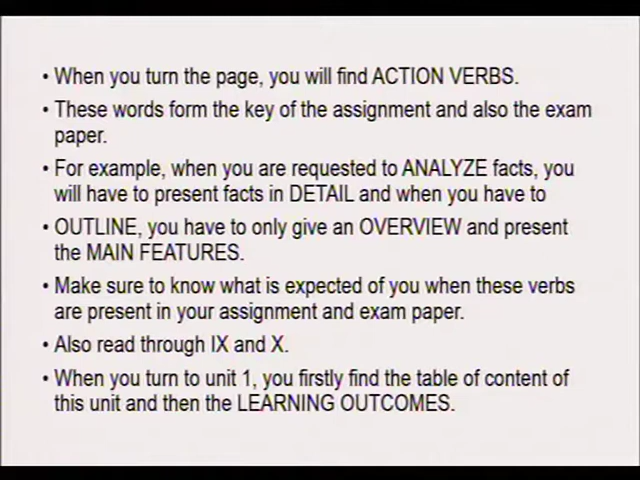 • When you turn the page, you will find ACTION VERBS.
• These words form the key of the assignment and also the exam
paper.
• For example, when you are requested to ANALYZE facts, you
will have to present facts in DETAIL and when you have to
• OUTLINE, you have to only give an OVERVIEW and present
the MAIN FEATURES.
• Make sure to know what is expected of you when these verbs
are present in your assignment and exam paper.
• Also read through IX and X.
• When you turn to unit 1, you firstly find the table of content of
this unit and then the LEARNING OUTCOMES.